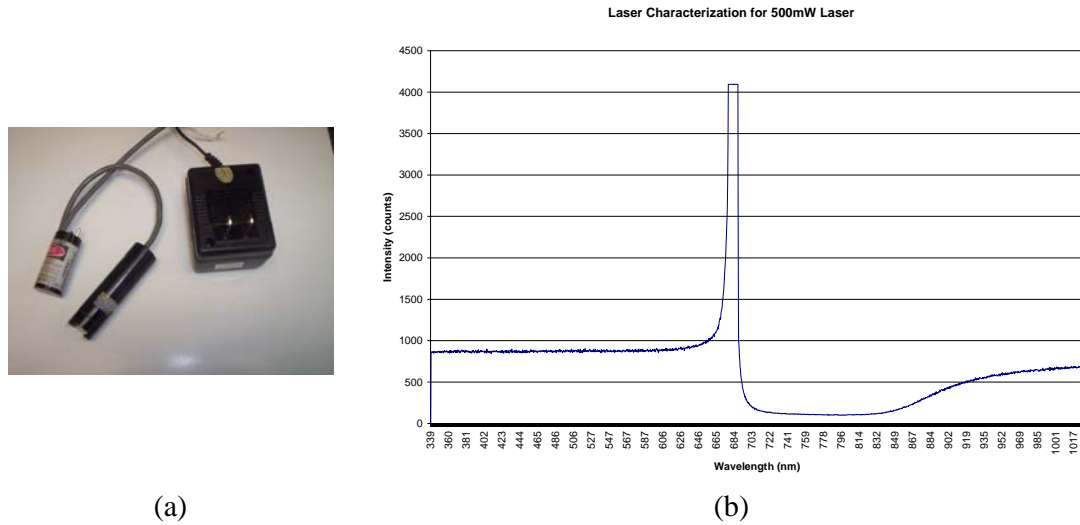 Laser Characterization for 500mW Laser
4500
4000
3500
3000
2500
2000
1500
1000
500
0
Intensity (counts)
339 360 381 402 423 444 465 486 506 527 547 567 587 606 626 646 665 684 703 722 741 759 778 796 814 832 849 867 884 902 919 935 952 969 985 1001 1017
Wavelength (nm)
(a)
(b)